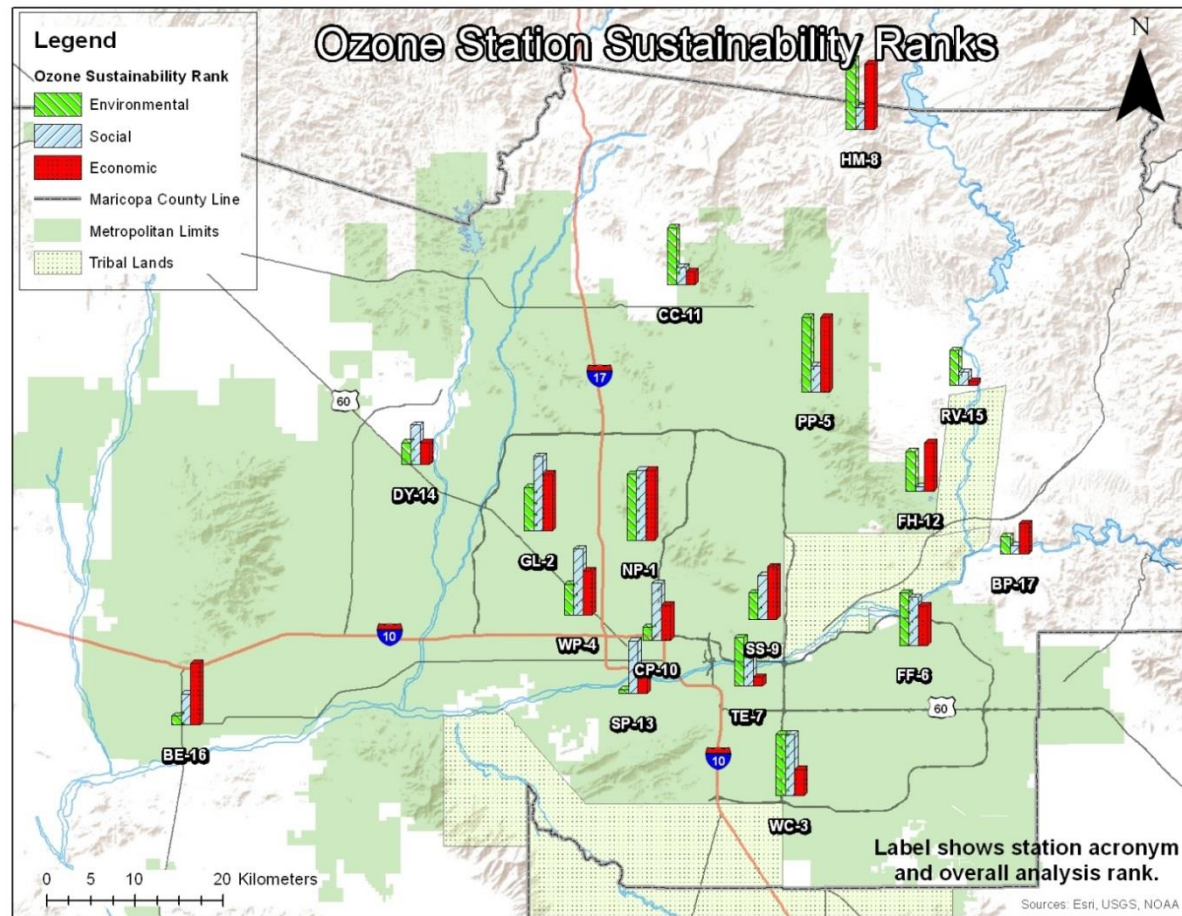 Ozone Station Sustainability Ranks
Legend
Ozone Sustainability Rank
Environmental
Social
Economic
Maricopa County Line
Metropolitan Limits
Tribal Lands
N
HM-8
CC-11
17
60
PP-5
RV-15
DY-14
FH-12
GL-2
NP-1
BP-17
WP-4
SS-9
10
CP-10
FF-6
SP-13
TE-7
60
BE-16
10
WC-3
Label shows station acronym
and overall analysis rank.
0 5 10 20 Kilometers
Sources: Esri, USGS, NOAA